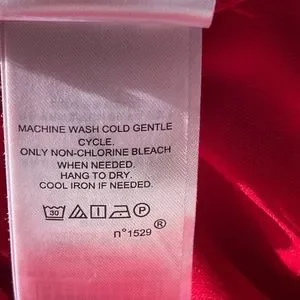 MACHINE WASH COLD GENTLE
CYCLE.
ONLY NON-CHLORINE BLEACH
WHEN NEEDED.
HANG TO DRY.
COOL IRON IF NEEDED.
30 P
n°1529 ®